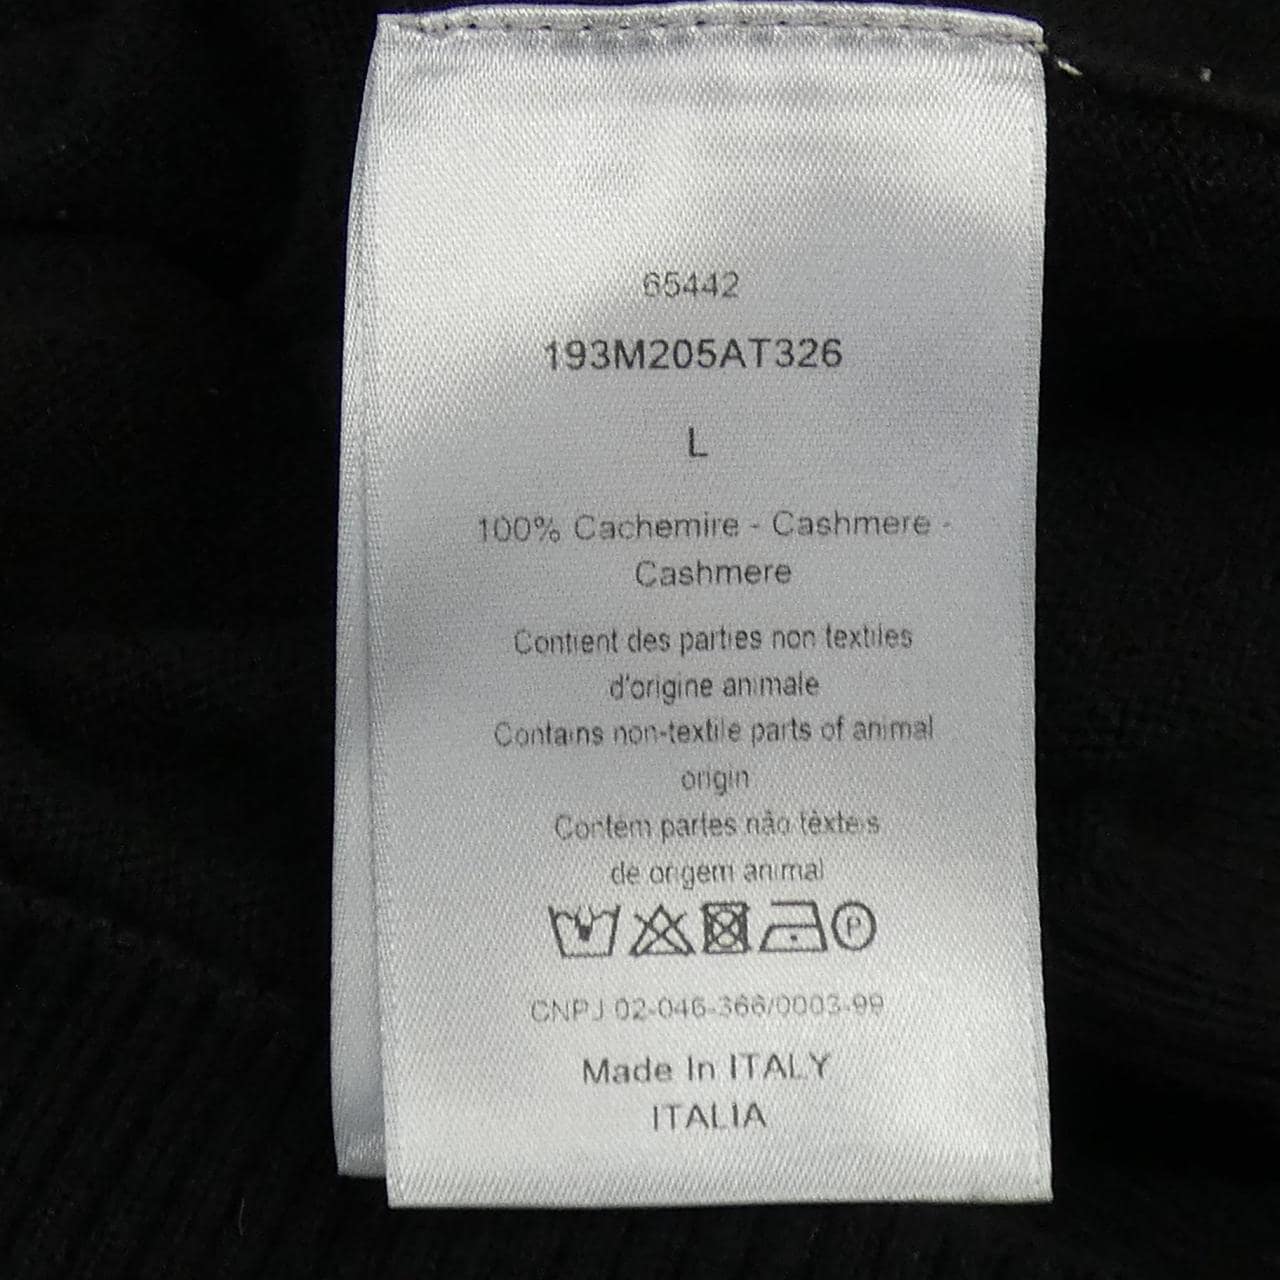 65442
193M205AT326
L
100% Cachemire - Cashmere -
Cashmere
Contient des parties non textiles
d'origine animale
Contains non-textile parts of animal
origin
Contém partes não têxteis
de origem animal
P
CNPJ 02-046-366/0003-99
Made In ITALY
ITALIA